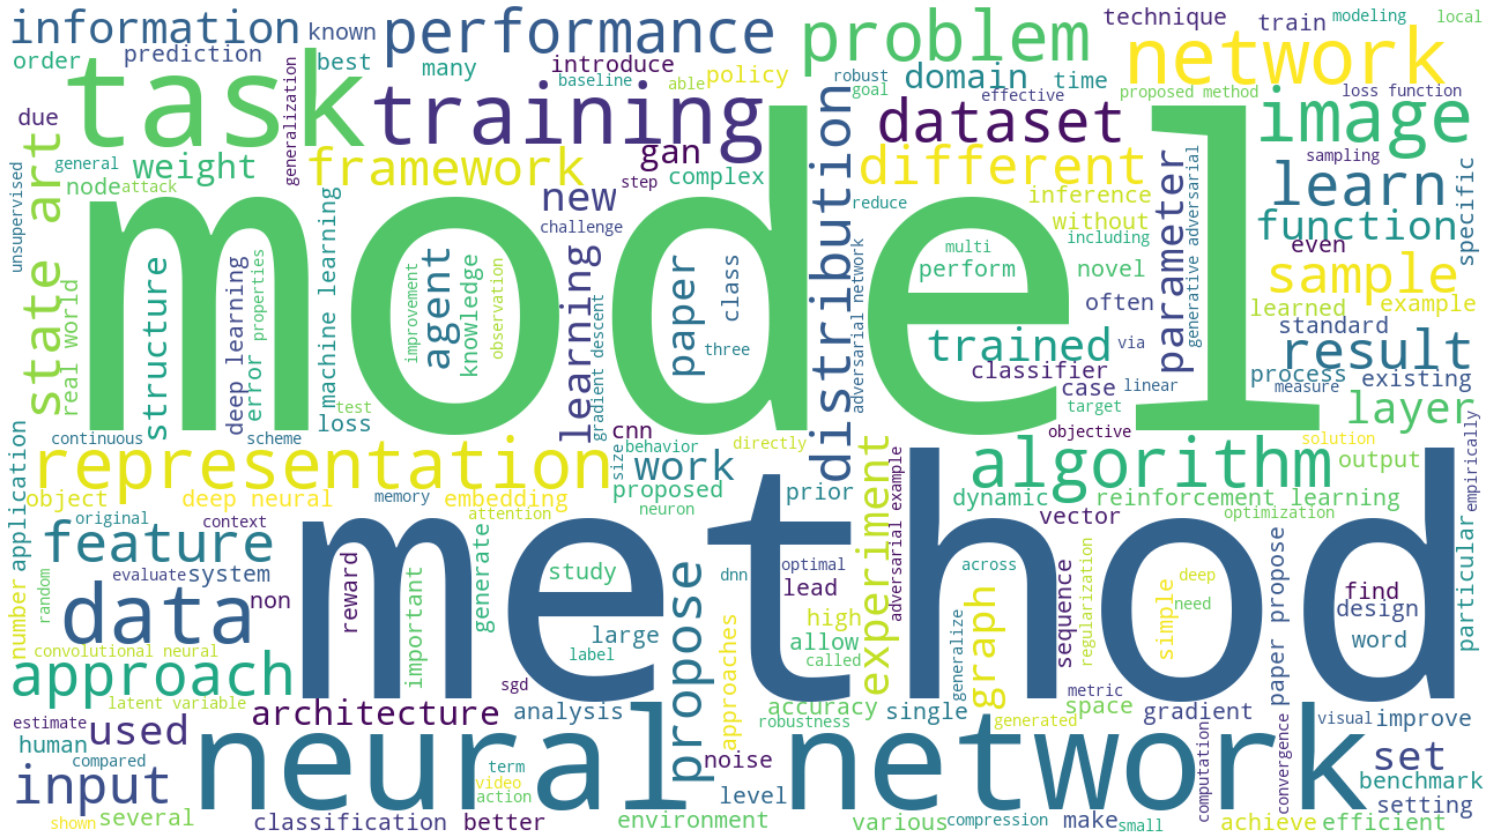 information
known
performance
problem
technique
train
modeling
local
order
prediction
best
many
introduce
baseline
able
policy
robust
goal
domain
time
network
task
training
effective
proposed method
loss function
due
generalization
dataset
image
state art
general
weight
framework
gan
step
complex
different
sampling
node
attack
new
distribution
reduce
inference
without
including
parameter
generative adversarial
learn
function
specific
unsupervised
challenge
model
multi
perform
novel
even
sample
real world
structure
deep learning
error
properties
machine learning
improvement
agent
knowledge
observation
learning
gradient descent
paper
class
three
adversarial network
often
learned
example
trained
via
standard
result
classifier
case
linear
process
measure
existing
test
loss
target
layer
continuous
scheme
cnn
behavior
directly
objective
solution
empirically
application
representation
size
work
experiment
algorithm
output
object
deep neural
memory
embedding
proposed
prior
adversarial example
dynamic
reinforcement learning
original
context
attention
neuron
vector
optimization
feature
method
number
random
evaluate
system
non
reward
important
generate
study
propose
dnn
optimal
lead
across
sequence
regularization
simple
deep
need
paper propose
find
design
word
particular
data
large
label
approaches
high
allow
called
generalize
graph
convolutional neural
approach
sgd
metric
space
latent variable
architecture
analysis
robustness
accuracy
single
generated
gradient
computation
convergence
visual
improve
estimate
used
human
compared
neural network
noise
set
term
video
action
benchmark
input
level
setting
shown
several
classification
better
environment
various
compression
make
small
achieve
efficient